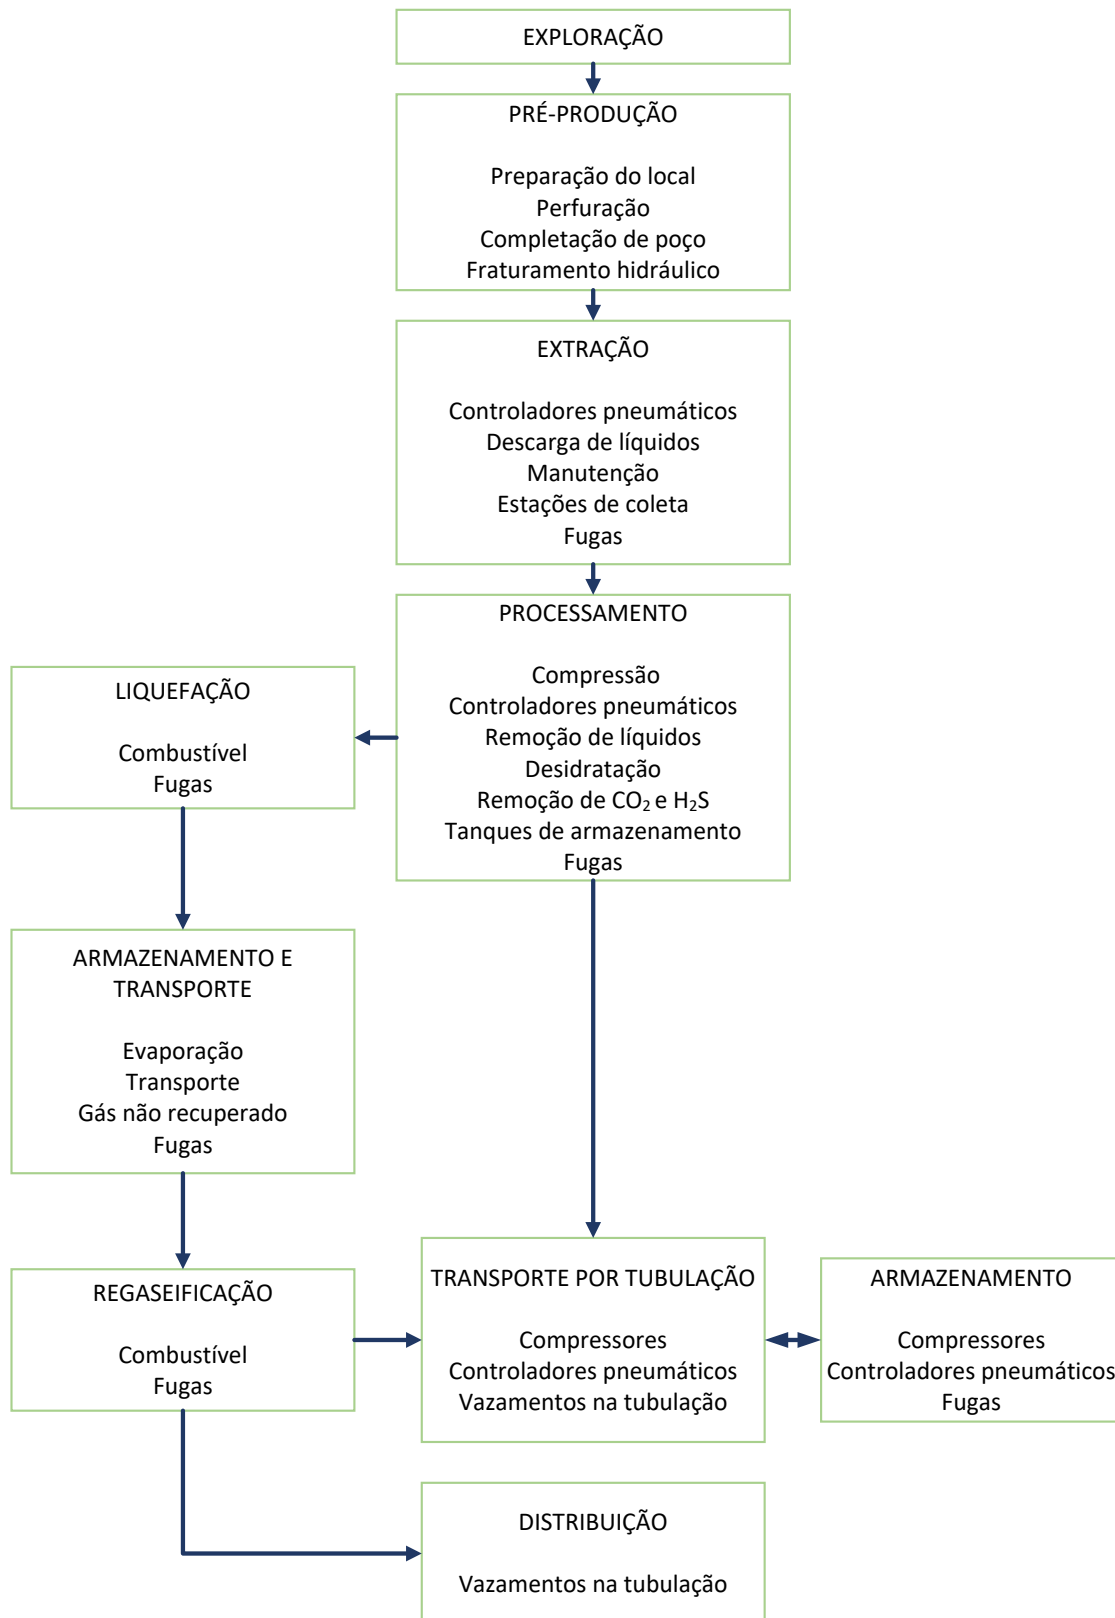 EXPLORAÇÃO
PRÉ-PRODUÇÃO
Preparação do local
Perfuração
Completação de poço
Fraturamento hidráulico
EXTRAÇÃO
Controladores pneumáticos
Descarga de líquidos
Manutenção
Estações de coleta
Fugas
PROCESSAMENTO
Compressão
Controladores pneumáticos
Remoção de líquidos
Desidratação
Remoção de CO₂ e H₂S
Tanques de armazenamento
Fugas
LIQUEFAÇÃO
Combustível
Fugas
ARMAZENAMENTO E
TRANSPORTE
Evaporação
Transporte
Gás não recuperado
Fugas
REGASEIFICAÇÃO
Combustível
Fugas
TRANSPORTE POR TUBULAÇÃO
Compressores
Controladores pneumáticos
Vazamentos na tubulação
ARMAZENAMENTO
Compressores
Controladores pneumáticos
Fugas
DISTRIBUIÇÃO
Vazamentos na tubulação